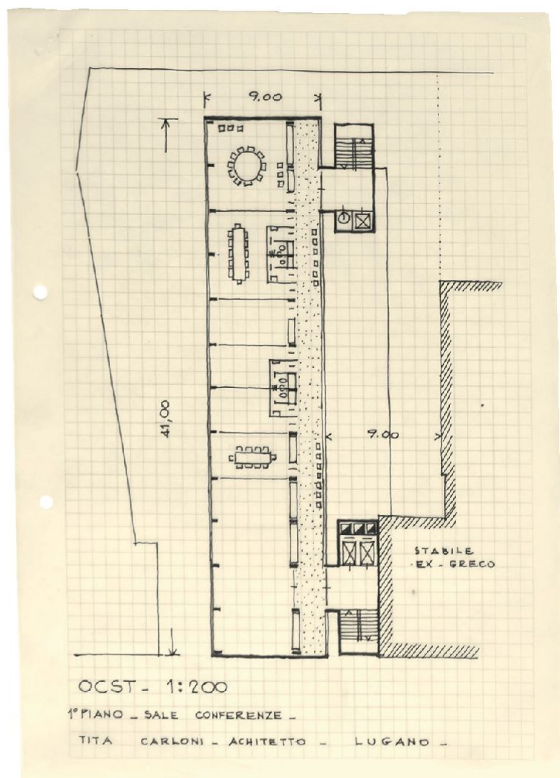 9.00
41,00
9.00
STABILE
EX - GRECO
OCST - 1:200
1° PIANO - SALE CONFERENZE -
TITA CARLONI - ACHITETTO - LUGANO -